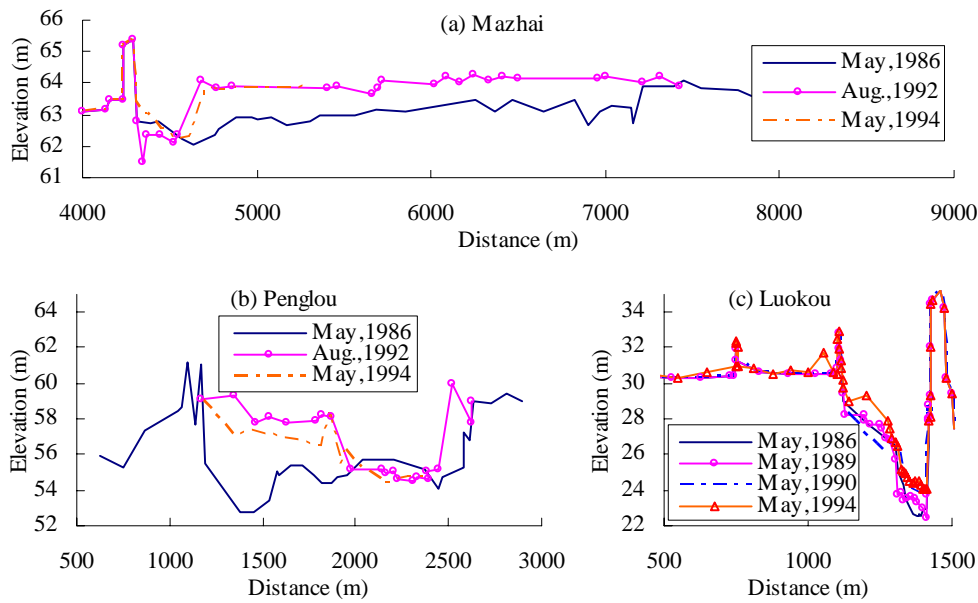 (a) Mazhai
66
65
64
63
62
61
Elevation (m)
May,1986
Aug.,1992
May,1994
4000 5000 6000 7000 8000 9000
Distance (m)
(b) Penglou
64
62
60
58
56
54
52
Elevation (m)
May,1986
Aug.,1992
May,1994
500 1000 1500 2000 2500 3000
Distance (m)
(c) Luokou
34
32
30
28
26
24
22
Elevation (m)
May,1986
May,1989
May,1990
May,1994
500 1000 1500
Distance (m)